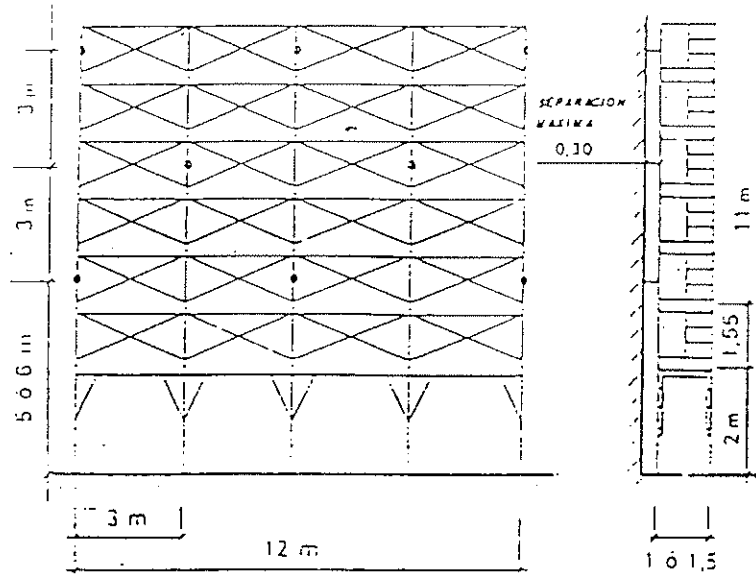 3 m
3 m
5 ó 6 m
3 m
12 m
SEPARACION
MAXIMA
0,30
11 m
1,55
2 m
1 ó 1,5